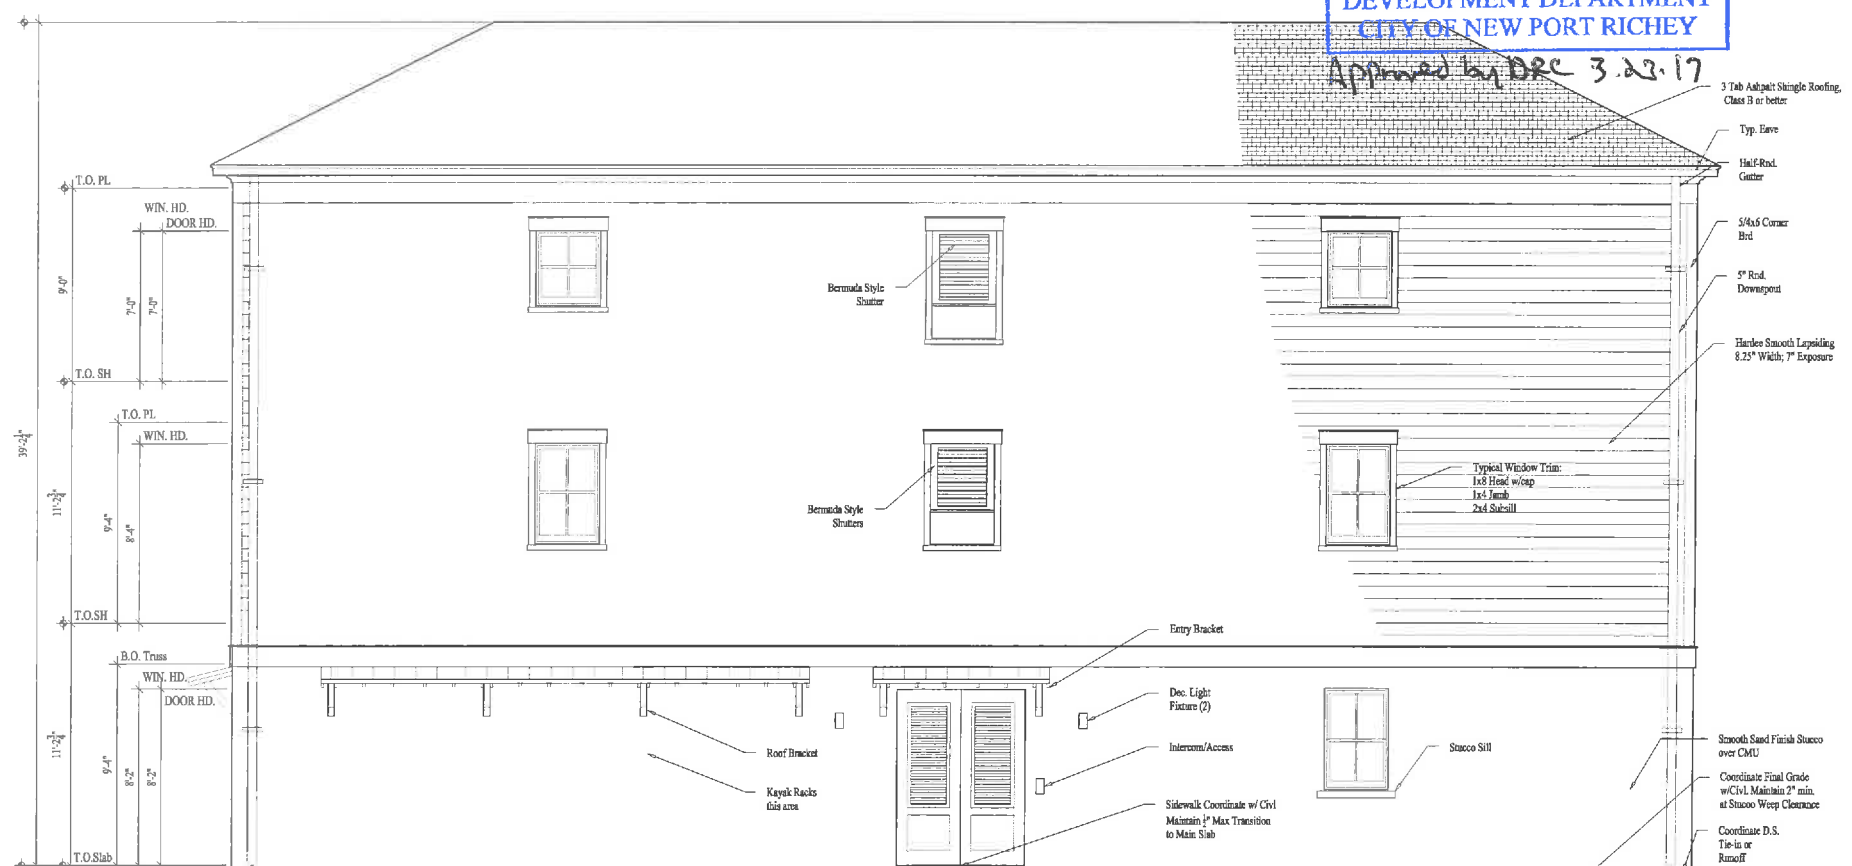 DEVELOPMENT DEPARTMENT
CITY OF NEW PORT RICHEY
Approved by DRC 3.23.17
3 Tab Ashpalt Shingle Roofing,
Class B or better
Typ. Eave
Half-Rnd.
Gutter
T.O. PL
WIN. HD.
DOOR HD.
5/4x6 Corner
Brd
5" Rnd.
Downspout
9'-0"
7'-0"
7'-0"
Bermuda Style
Shutter
Hardee Smooth Lapsiding
8.25" Width; 7" Exposure
T.O. SH
T.O. PL
WIN. HD.
39'-2¼"
11'-2¾"
9'-4"
8'-4"
Typical Window Trim:
1x8 Head w/cap
1x4 Jamb
2x4 Subsill
Bermuda Style
Shutters
T.O.SH
Entry Bracket
B.O. Truss
WIN. HD.
DOOR HD.
Dec. Light
Fixture (2)
11'-2¾"
9'-4"
8'-2"
8'-2"
Roof Bracket
Intercom/Access
Stucco Sill
Smooth Sand Finish Stucco
over CMU
Kayak Racks
this area
Coordinate Final Grade
w/Civl. Maintain 2" min.
at Stucco Weep Clearance
Sidewalk Coordinate w/ Civl
Maintain ½" Max Transition
to Main Slab
Coordinate D.S.
Tie-in or
Runoff
T.O.Slab